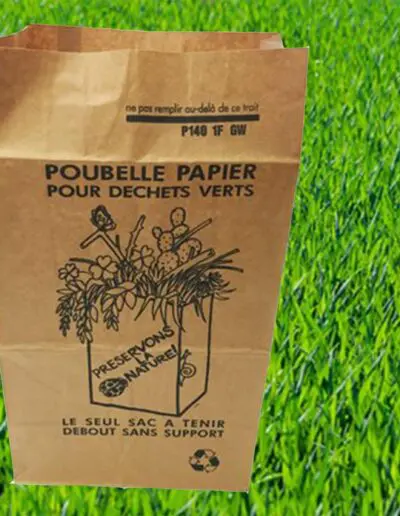 ne pas remplir au-delà de ce trait
P140 1F GW
POUBELLE PAPIER
POUR DECHETS VERTS
PRESERVONS
LA
NATURE!
LE SEUL SAC A TENIR
DEBOUT SANS SUPPORT